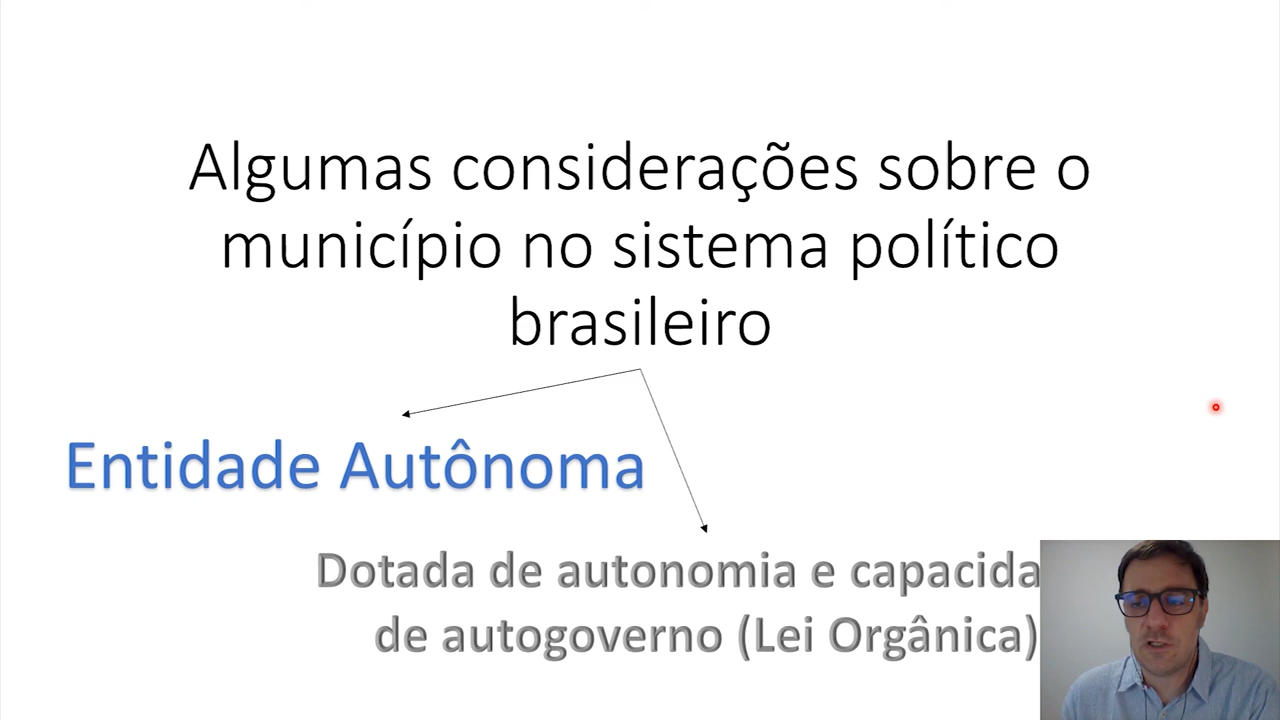 Algumas considerações sobre o
município no sistema político
brasileiro
Entidade Autônoma
Dotada de autonomia e capacida
de autogoverno (Lei Orgânica)